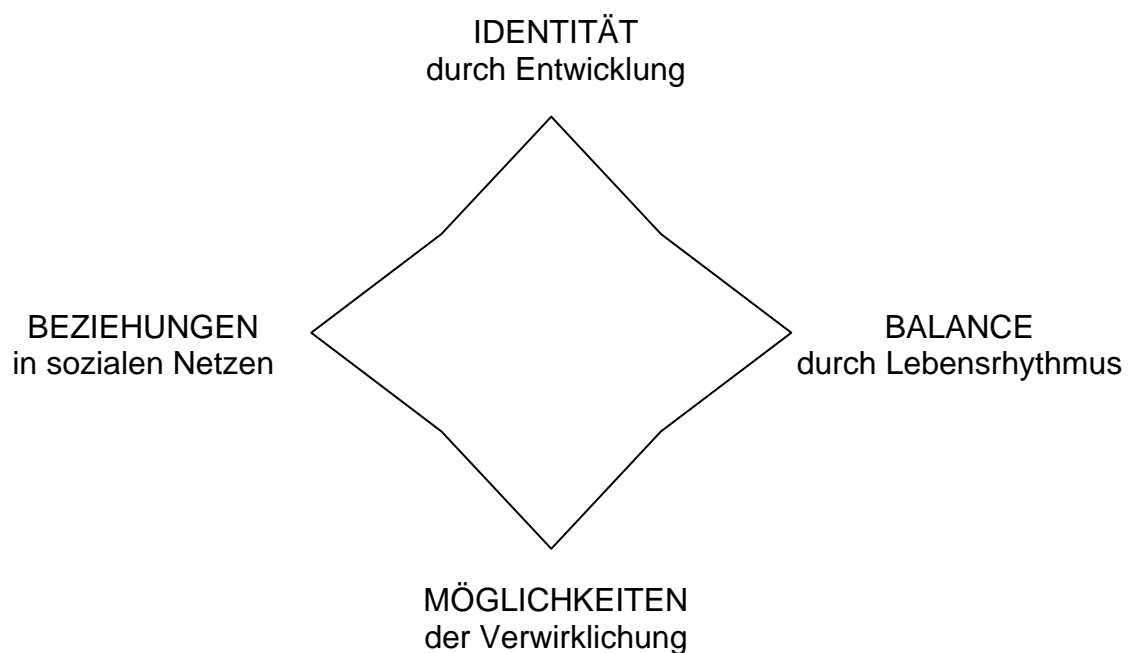 IDENTITÄT
durch Entwicklung
BEZIEHUNGEN
in sozialen Netzen
BALANCE
durch Lebensrhythmus
MÖGLICHKEITEN
der Verwirklichung